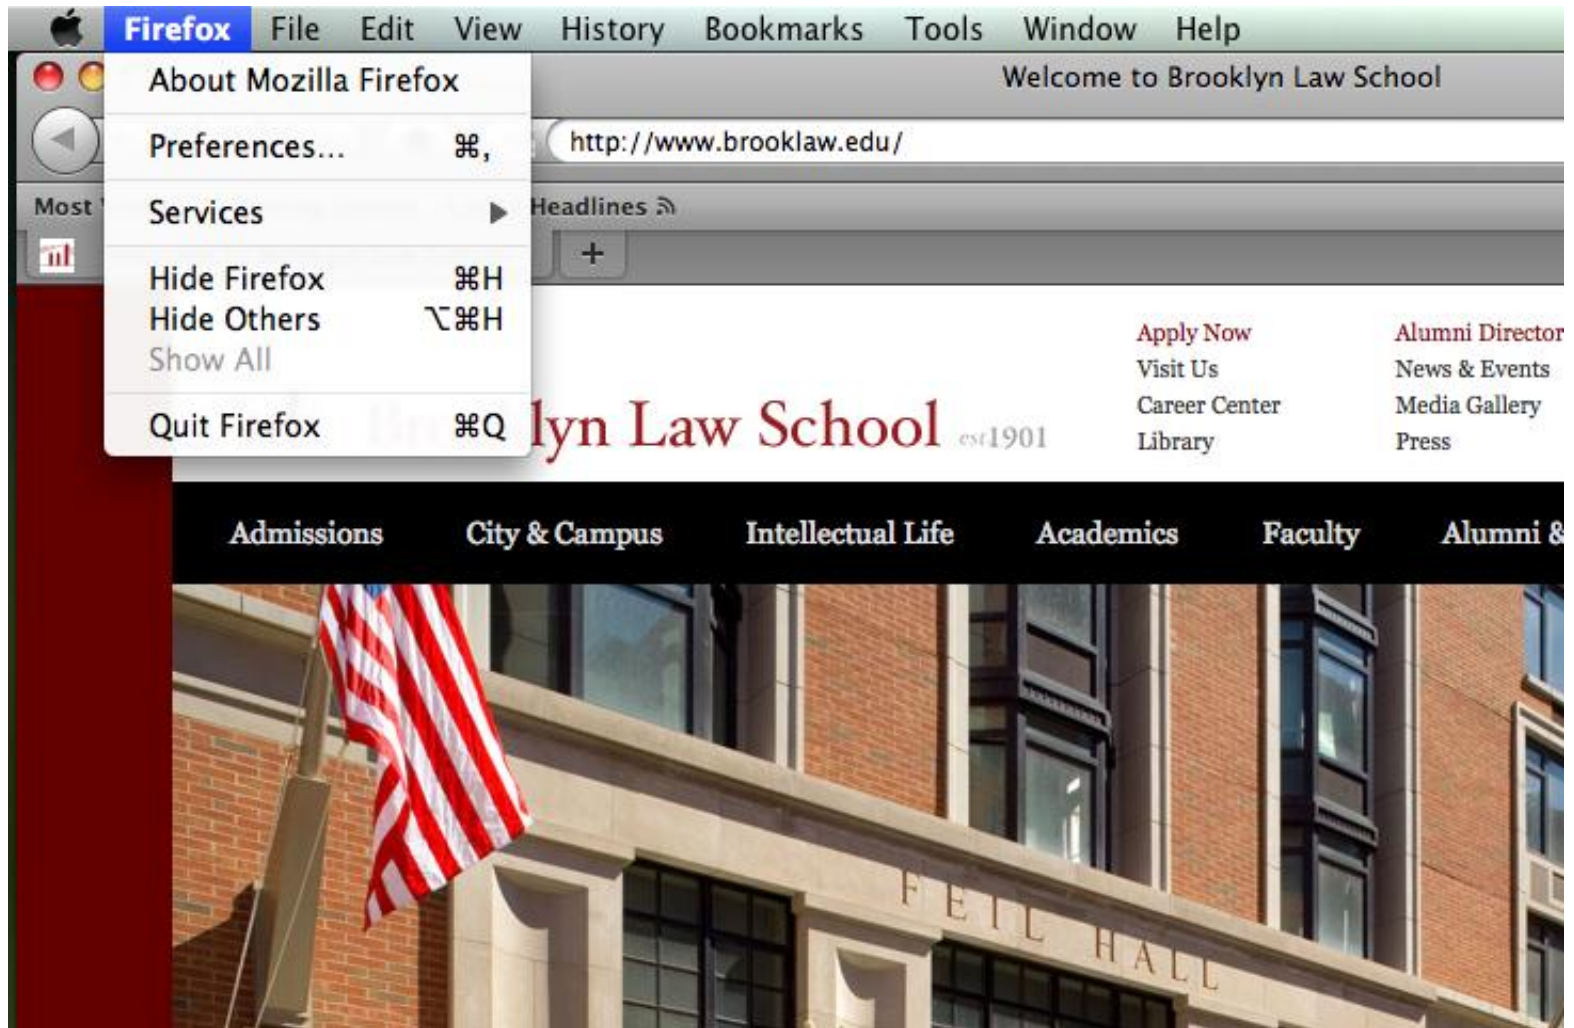 Firefox File Edit View History Bookmarks Tools Window Help
About Mozilla Firefox
Welcome to Brooklyn Law School
Preferences... ⌘,
http://www.brooklaw.edu/
Services
Most
Headlines
+
Hide Firefox ⌘H
Hide Others ⌥⌘H
Show All
Quit Firefox ⌘Q
lyn Law School est1901
Apply Now
Visit Us
Career Center
Library
Alumni Director
News & Events
Media Gallery
Press
Admissions City & Campus Intellectual Life Academics Faculty Alumni &
FEIL HALL